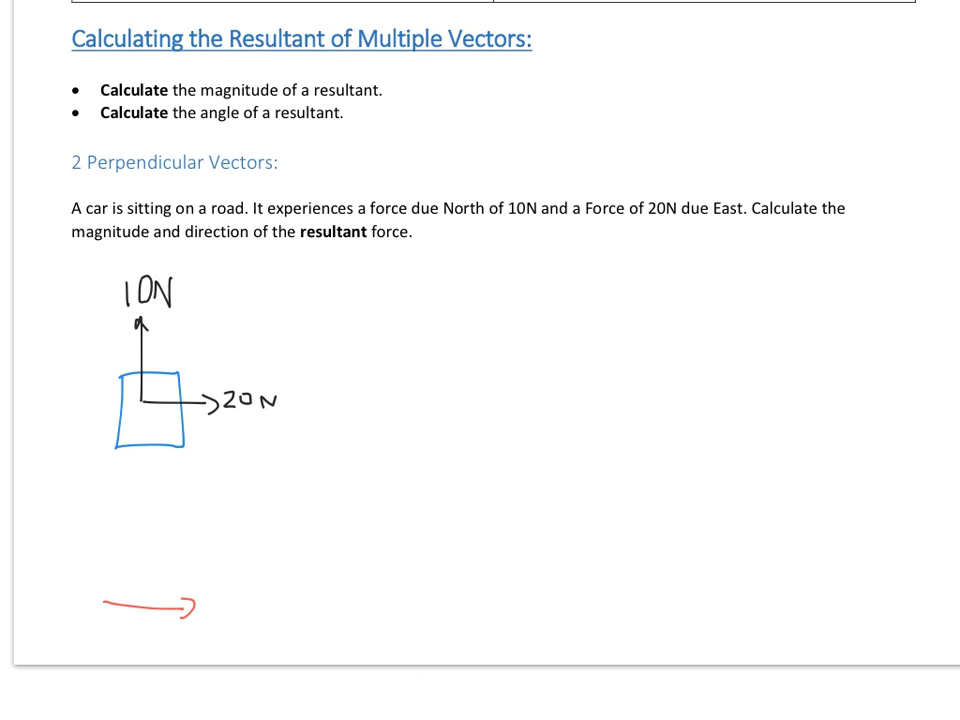 Calculating the Resultant of Multiple Vectors:
• Calculate the magnitude of a resultant.
• Calculate the angle of a resultant.
2 Perpendicular Vectors:
A car is sitting on a road. It experiences a force due North of 10N and a Force of 20N due East. Calculate the
magnitude and direction of the resultant force.
10N
20N